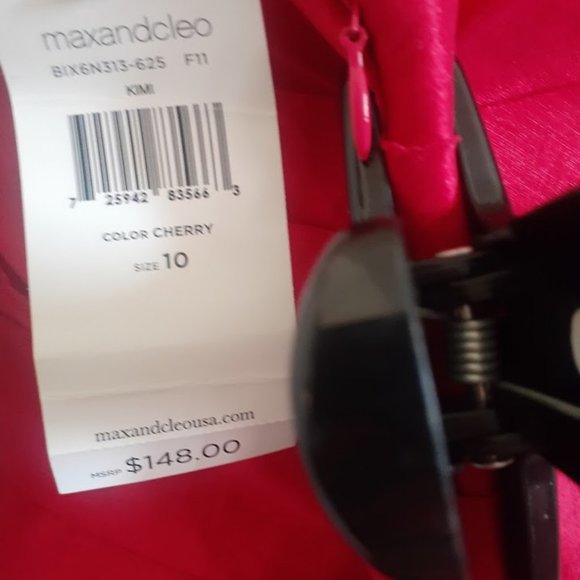 maxandcleo
BIX6N313-625 F11
KIMI
7 25942 83566 3
COLOR CHERRY
SIZE 10
maxandcleousa.com
MSRP $148.00